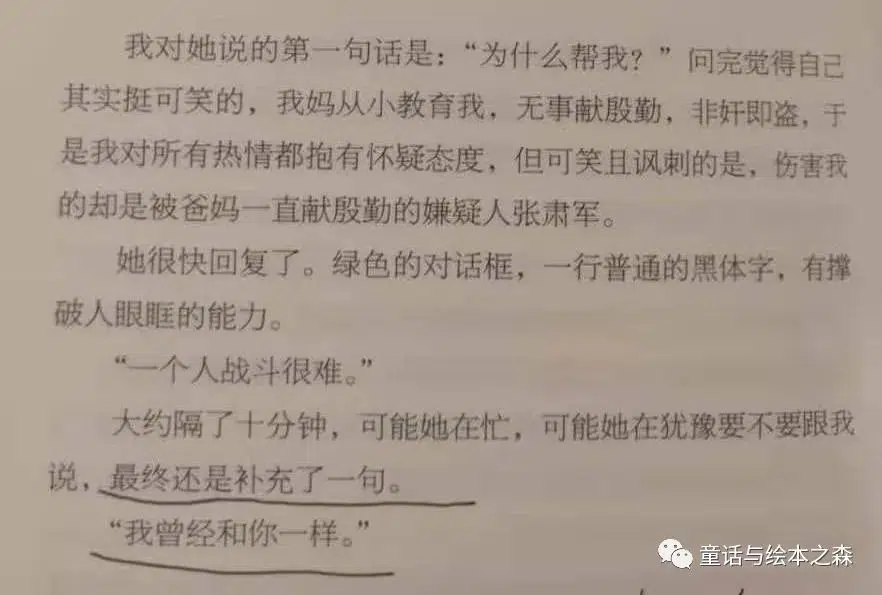 我对她说的第一句话是：“为什么帮我？”问完觉得自己
其实挺可笑的，我妈从小教育我，无事献殷勤，非奸即盗，于
是我对所有热情都抱有怀疑态度，但可笑且讽刺的是，伤害我
的却是被爸妈一直献殷勤的嫌疑人张肃军。
她很快回复了。绿色的对话框，一行普通的黑体字，有撑
破人眼眶的能力。
“一个人战斗很难。”
大约隔了十分钟，可能她在忙，可能她在犹豫要不要跟我
说，最终还是补充了一句。
“我曾经和你一样。”
童话与绘本之森